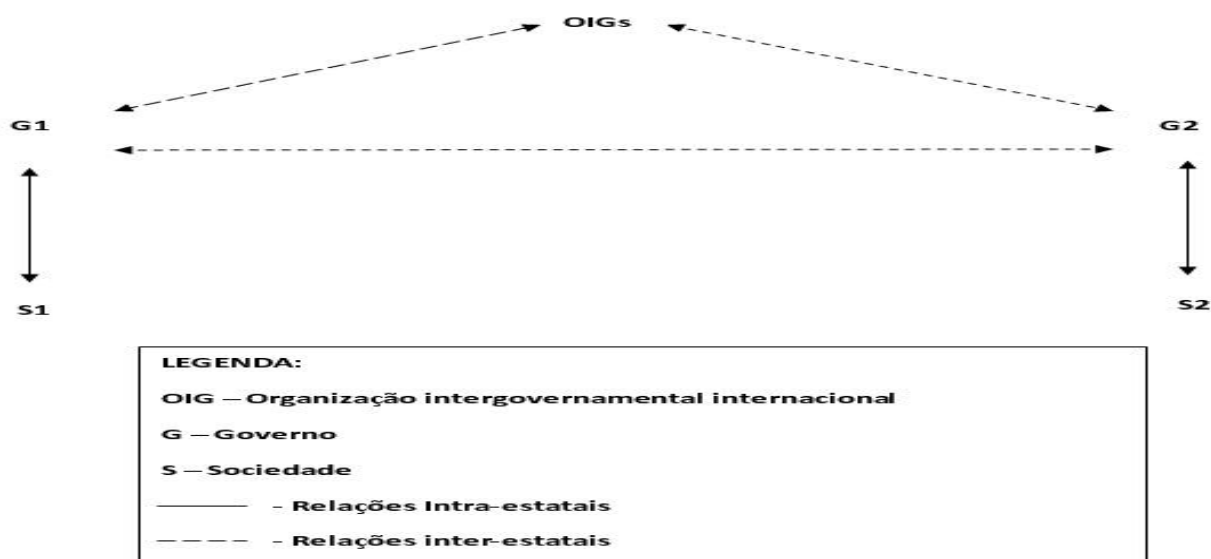 OIGs
G1
G2
S1
S2
LEGENDA:
OIG – Organização intergovernamental internacional
G – Governo
S – Sociedade
- Relações Intra-estatais
- Relações inter-estatais